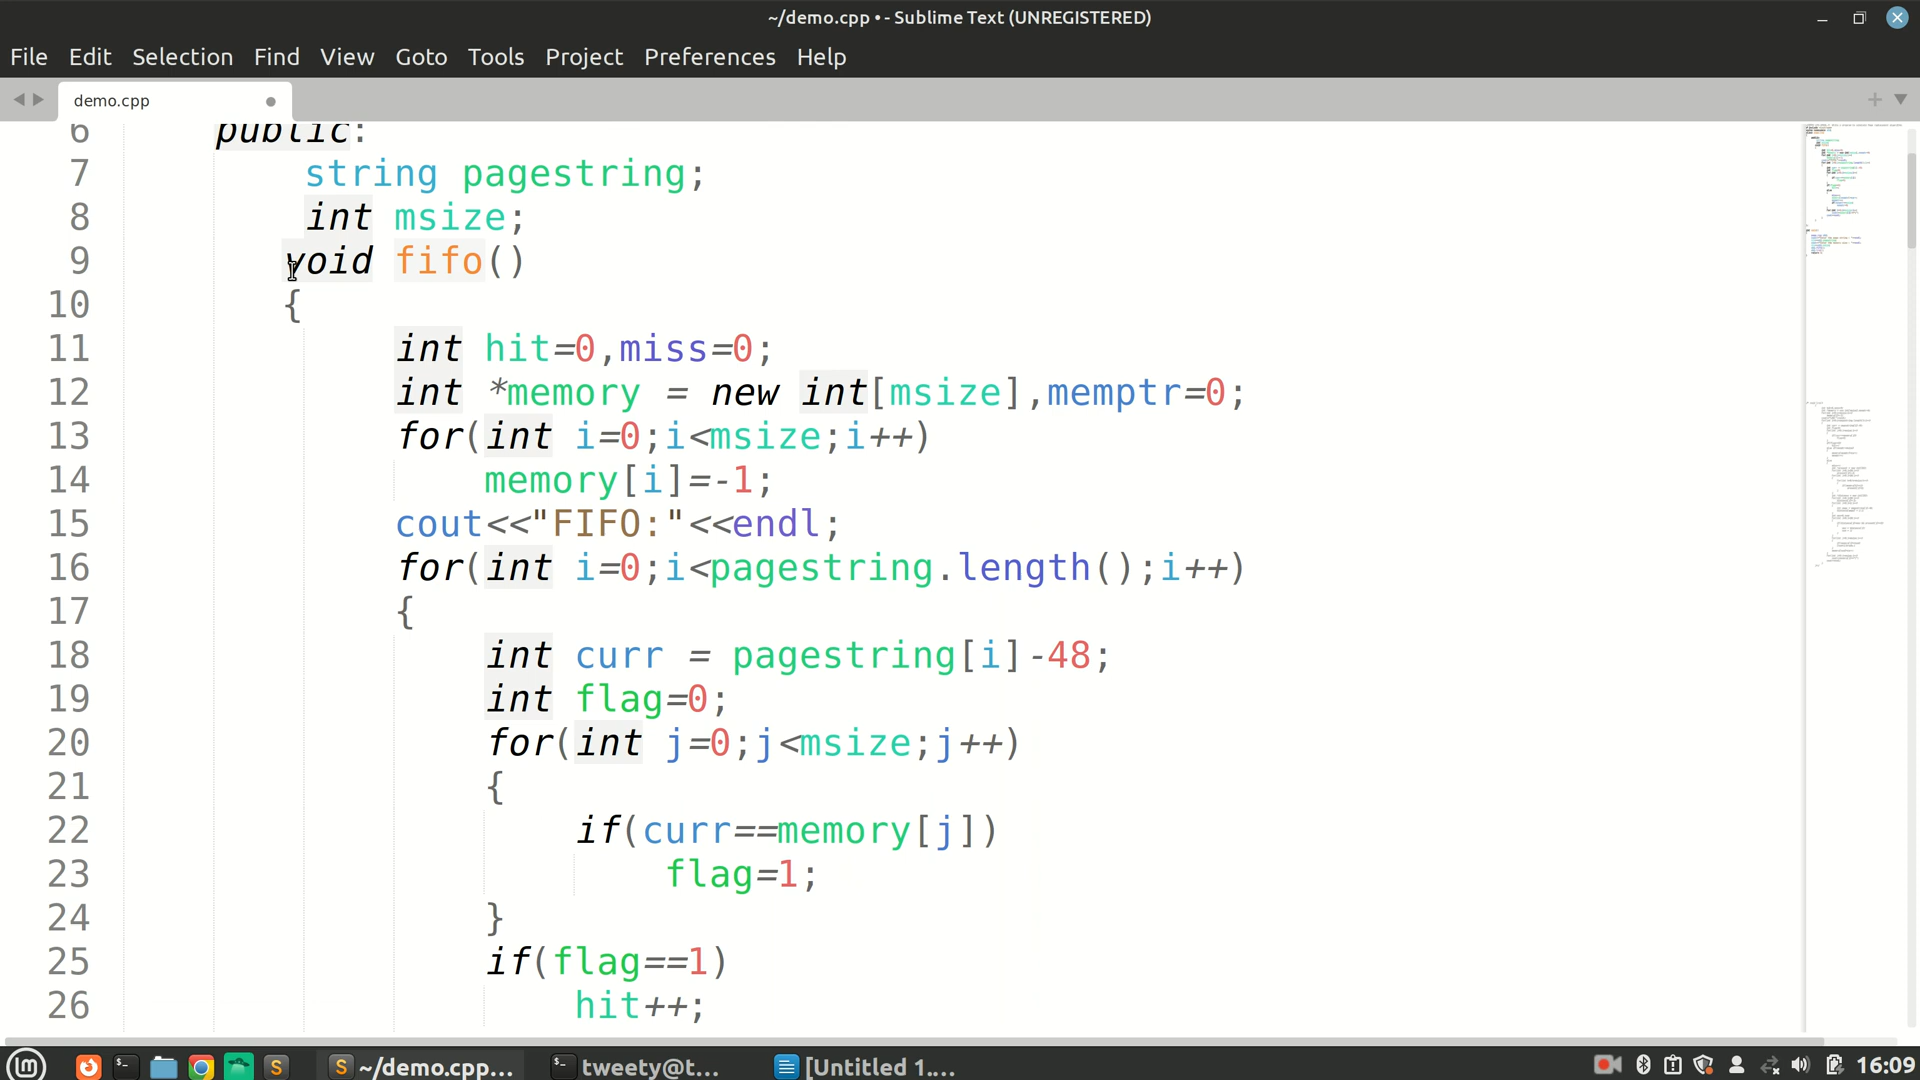 ~/demo.cpp • - Sublime Text (UNREGISTERED)
File Edit Selection Find View Goto Tools Project Preferences Help
demo.cpp
6 public:
7 string pagestring;
8 int msize;
9 void fifo()
10 {
11 int hit=0,miss=0;
12 int *memory = new int[msize],memptr=0;
13 for(int i=0;i<msize;i++)
14 memory[i]=-1;
15 cout<<"FIFO:"<<endl;
16 for(int i=0;i<pagestring.length();i++)
17 {
18 int curr = pagestring[i]-48;
19 int flag=0;
20 for(int j=0;j<msize;j++)
21 {
22 if(curr==memory[j])
23 flag=1;
24 }
25 if(flag==1)
26 hit++;
~/demo.cpp... tweety@t... [Untitled 1.... 16:09